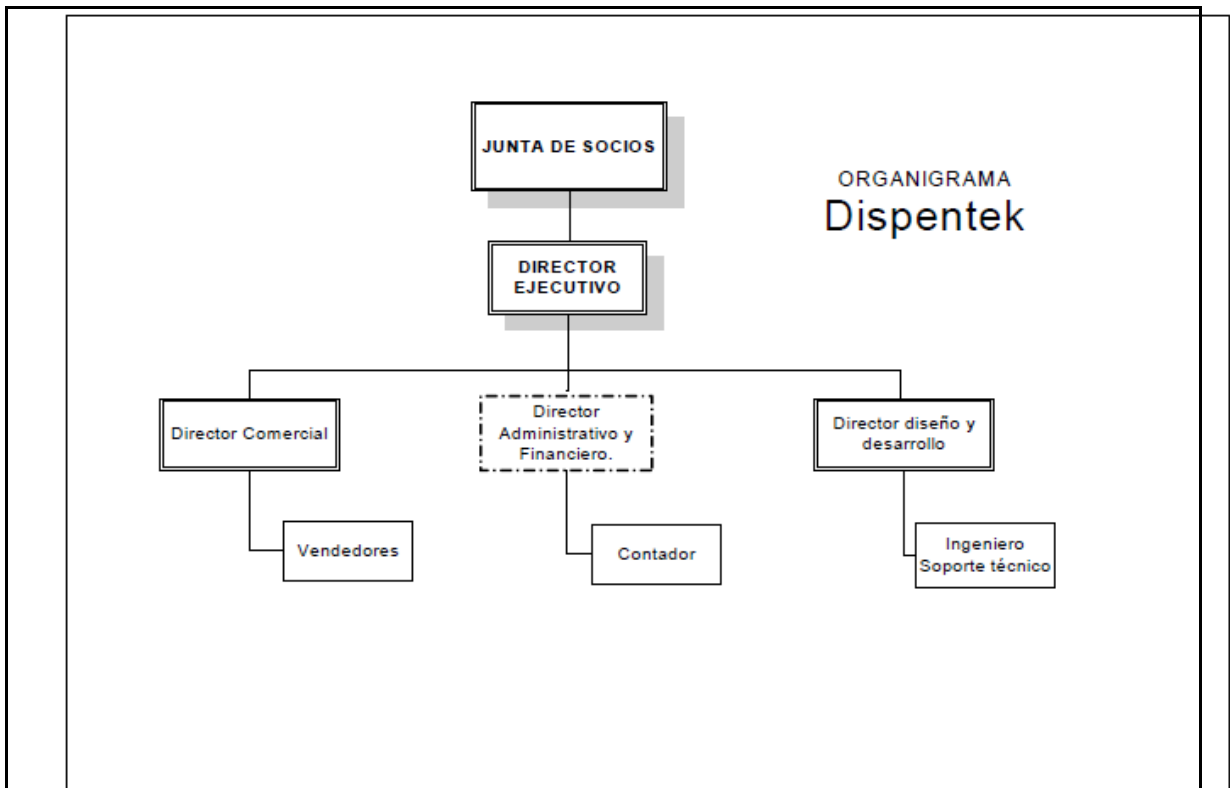 JUNTA DE SOCIOS
ORGANIGRAMA
Dispentek
DIRECTOR
EJECUTIVO
Director Comercial
Director
Administrativo y
Financiero.
Director diseño y
desarrollo
Vendedores
Contador
Ingeniero
Soporte técnico